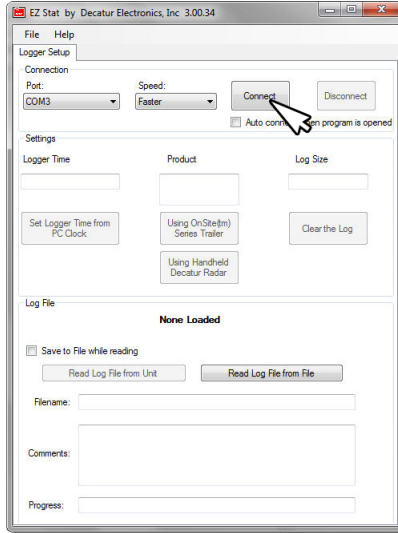 EZ Stat by Decatur Electronics, Inc 3.00.34
File Help
Logger Setup
Connection
Port: Speed:
COM3 Faster Connect Disconnect
Auto conn en program is opened
Settings
Logger Time Product Log Size
Set Logger Time from
PC Clock
Using OnSite(tm)
Series Trailer
Clear the Log
Using Handheld
Decatur Radar
Log File
None Loaded
Save to File while reading
Read Log File from Unit Read Log File from File
Filename:
Comments:
Progress: